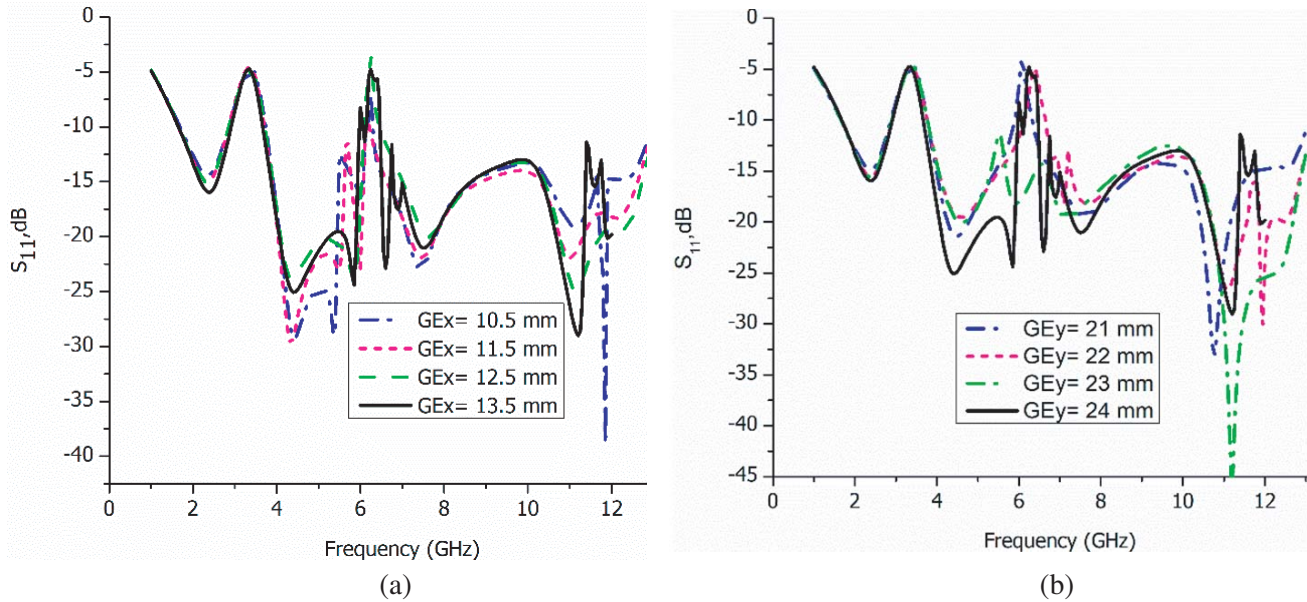 0
-5
-10
-15
-20
-25
-30
-35
-40
S11,dB
GEx= 10.5 mm
GEx= 11.5 mm
GEx= 12.5 mm
GEx= 13.5 mm
0 2 4 6 8 10 12
Frequency (GHz)
(a)
0
-5
-10
-15
-20
-25
-30
-35
-40
-45
S11,dB
GEy= 21 mm
GEy= 22 mm
GEy= 23 mm
GEy= 24 mm
0 2 4 6 8 10 12
Frequency (GHz)
(b)